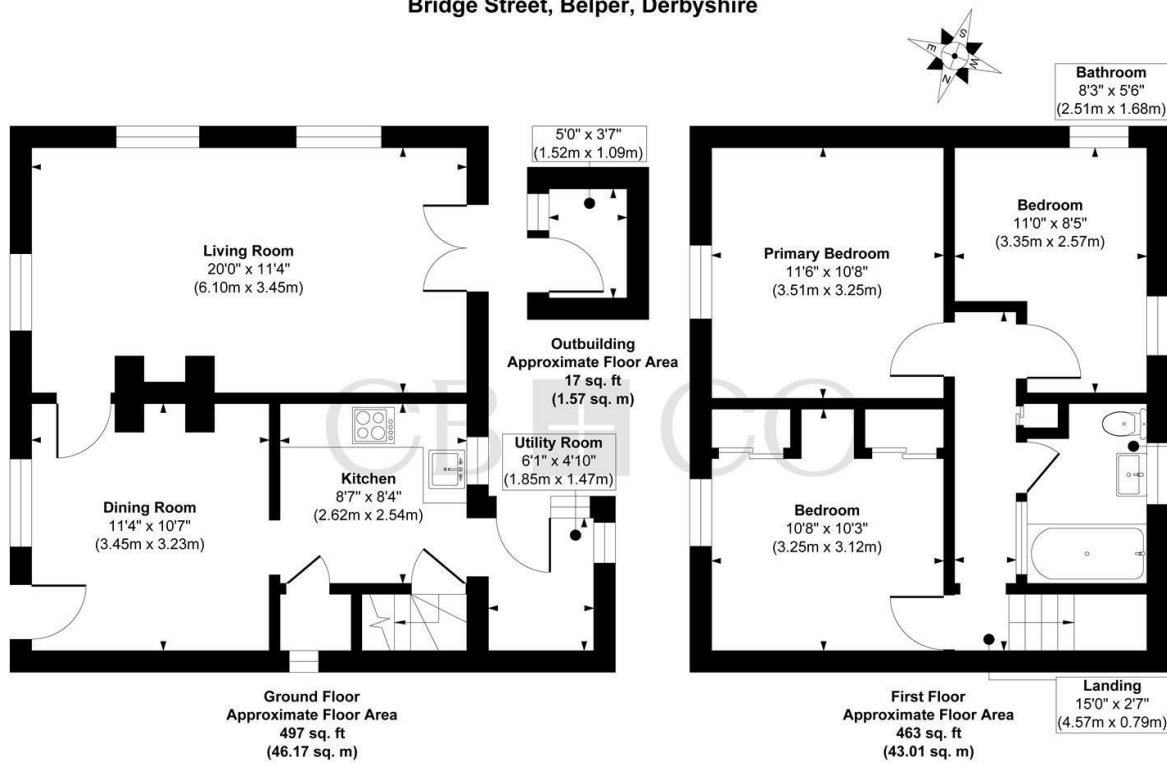 Bridge Street, Belper, Derbyshire
S
E
W
N
Bathroom
8'3" x 5'6"
(2.51m x 1.68m)
5'0" x 3'7"
(1.52m x 1.09m)
Living Room
20'0" x 11'4"
(6.10m x 3.45m)
Primary Bedroom
11'6" x 10'8"
(3.51m x 3.25m)
Bedroom
11'0" x 8'5"
(3.35m x 2.57m)
Outbuilding
Approximate Floor Area
17 sq. ft
(1.57 sq. m)
CB CO
Utility Room
6'1" x 4'10"
(1.85m x 1.47m)
Kitchen
8'7" x 8'4"
(2.62m x 2.54m)
Dining Room
11'4" x 10'7"
(3.45m x 3.23m)
Bedroom
10'8" x 10'3"
(3.25m x 3.12m)
Ground Floor
Approximate Floor Area
497 sq. ft
(46.17 sq. m)
First Floor
Approximate Floor Area
463 sq. ft
(43.01 sq. m)
Landing
15'0" x 2'7"
(4.57m x 0.79m)